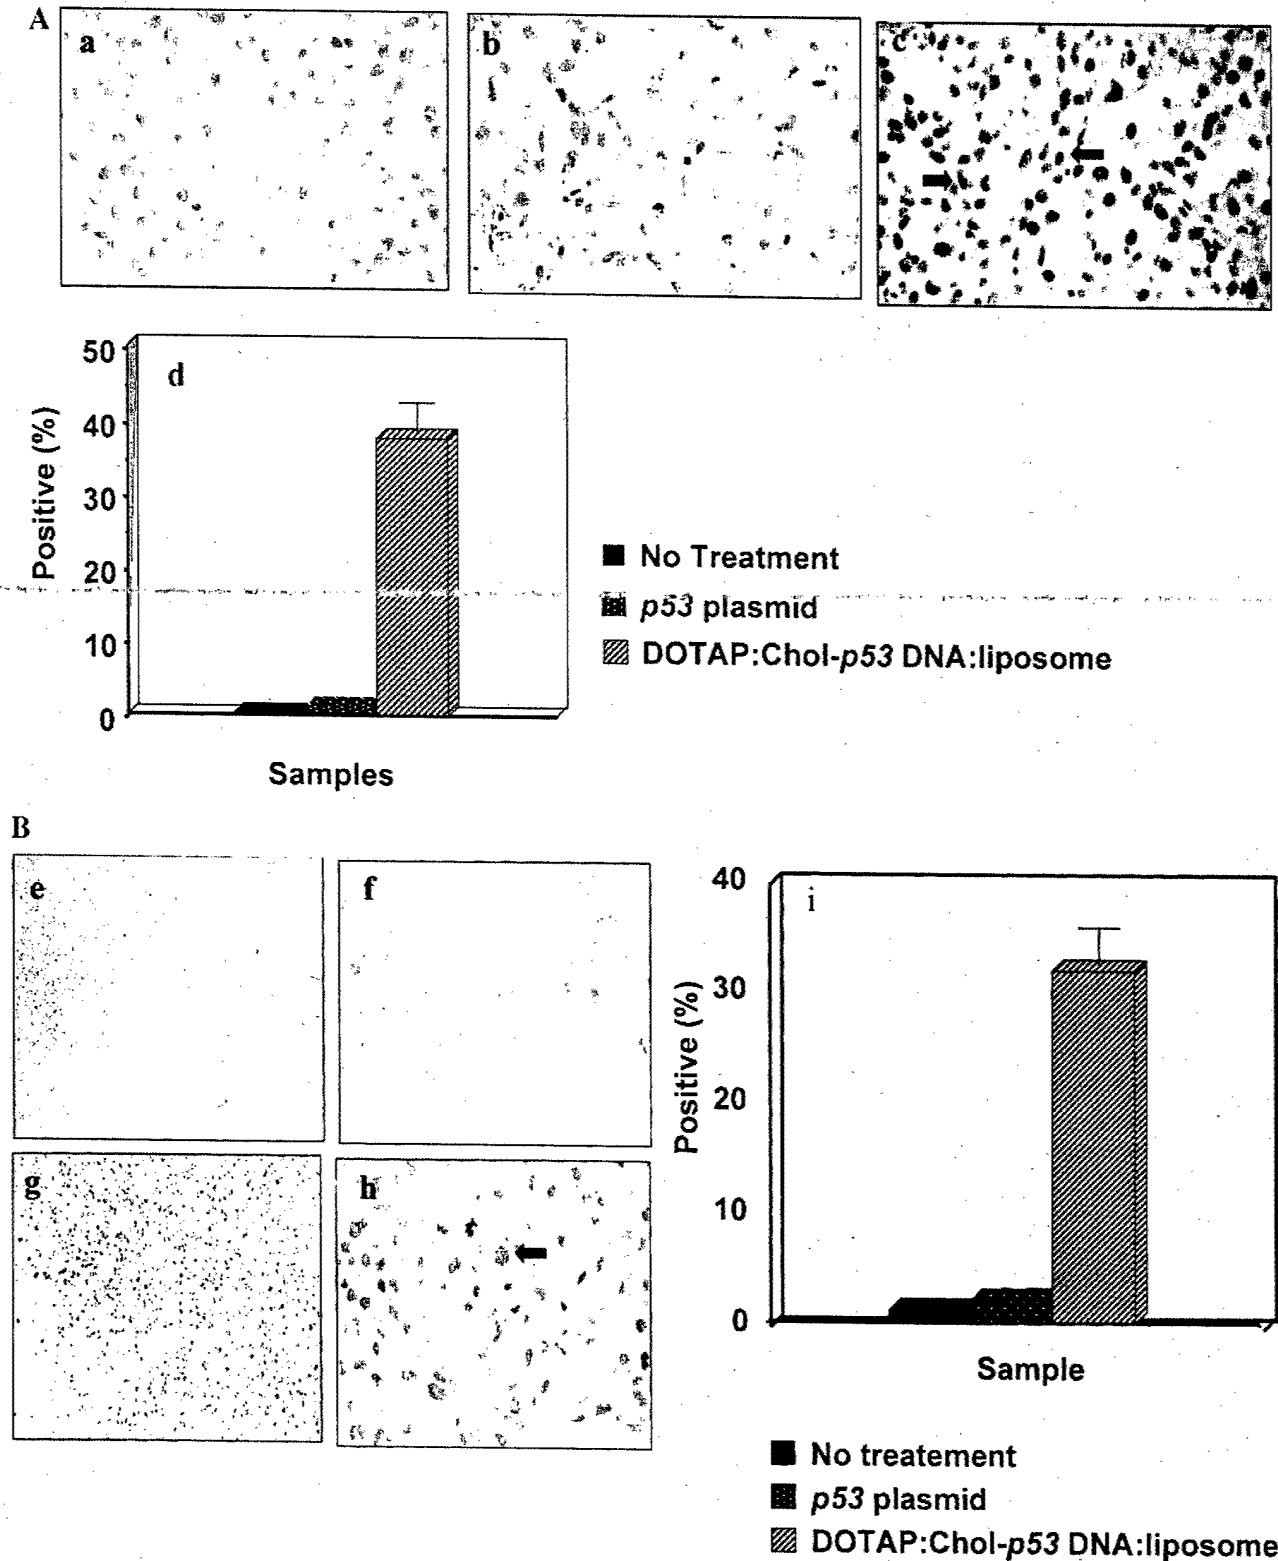 A
a
b
c
50
40
30
20
10
0
Positive (%)
d
No Treatment
p53 plasmid
DOTAP:Chol-p53 DNA:liposome
Samples
B
e
f
g
h
40
30
20
10
0
Positive (%)
i
Sample
No treatement
p53 plasmid
DOTAP:Chol-p53 DNA:liposome